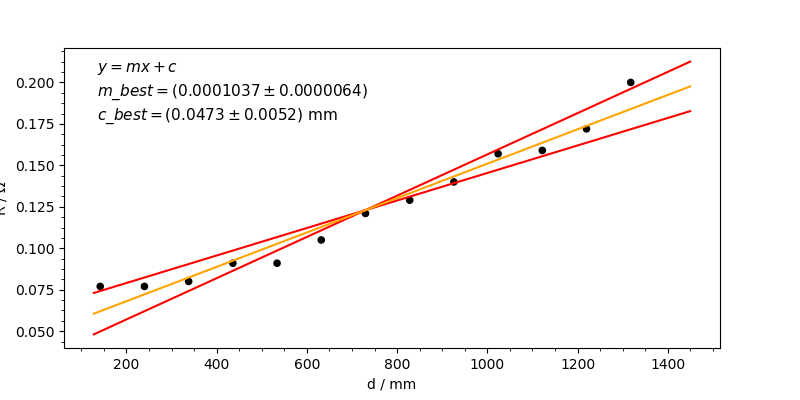 y = mx + c
m_best = (0.0001037 ± 0.0000064)
c_best = (0.0473 ± 0.0052) mm
0.200
0.175
0.150
0.125
0.100
0.075
0.050
200 400 600 800 1000 1200 1400
d / mm